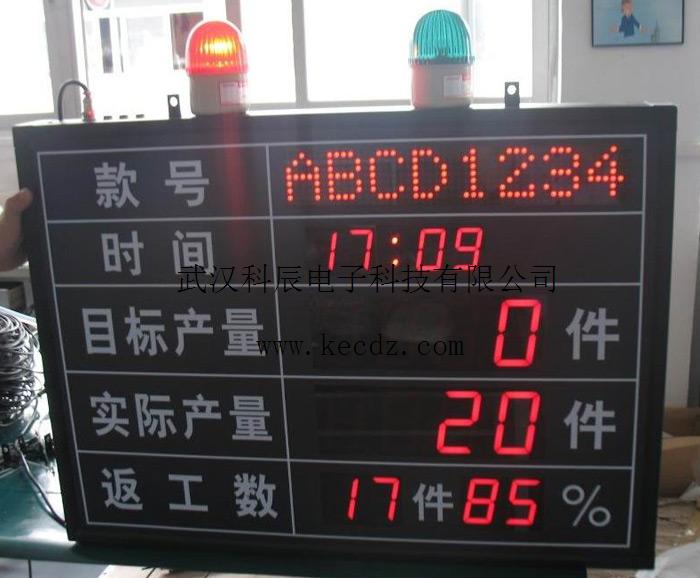 款号 ABCD1234
时间 17:09
武汉科辰电子科技有限公司
目标产量 0 件
www.kecdz.com
实际产量 20 件
返工数 17 件 85 %